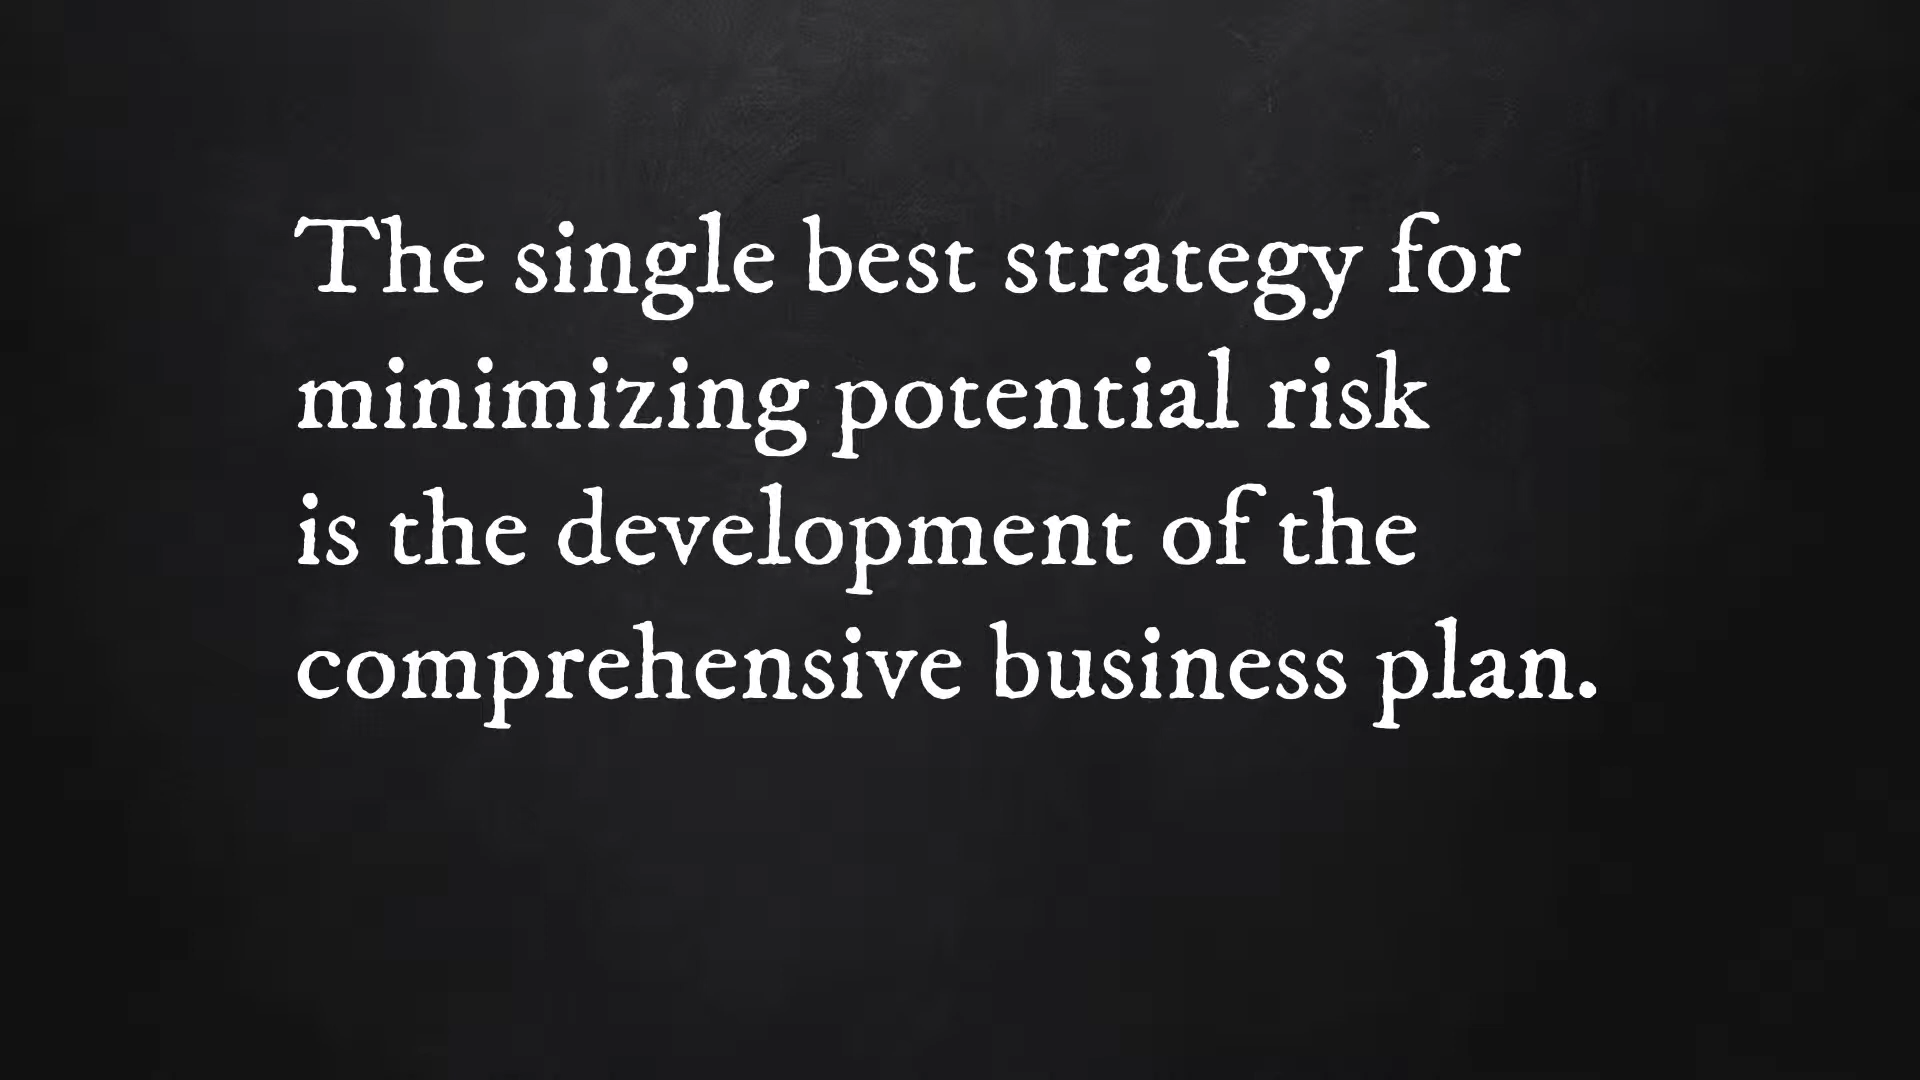 The single best strategy for
minimizing potential risk
is the development of the
comprehensive business plan.